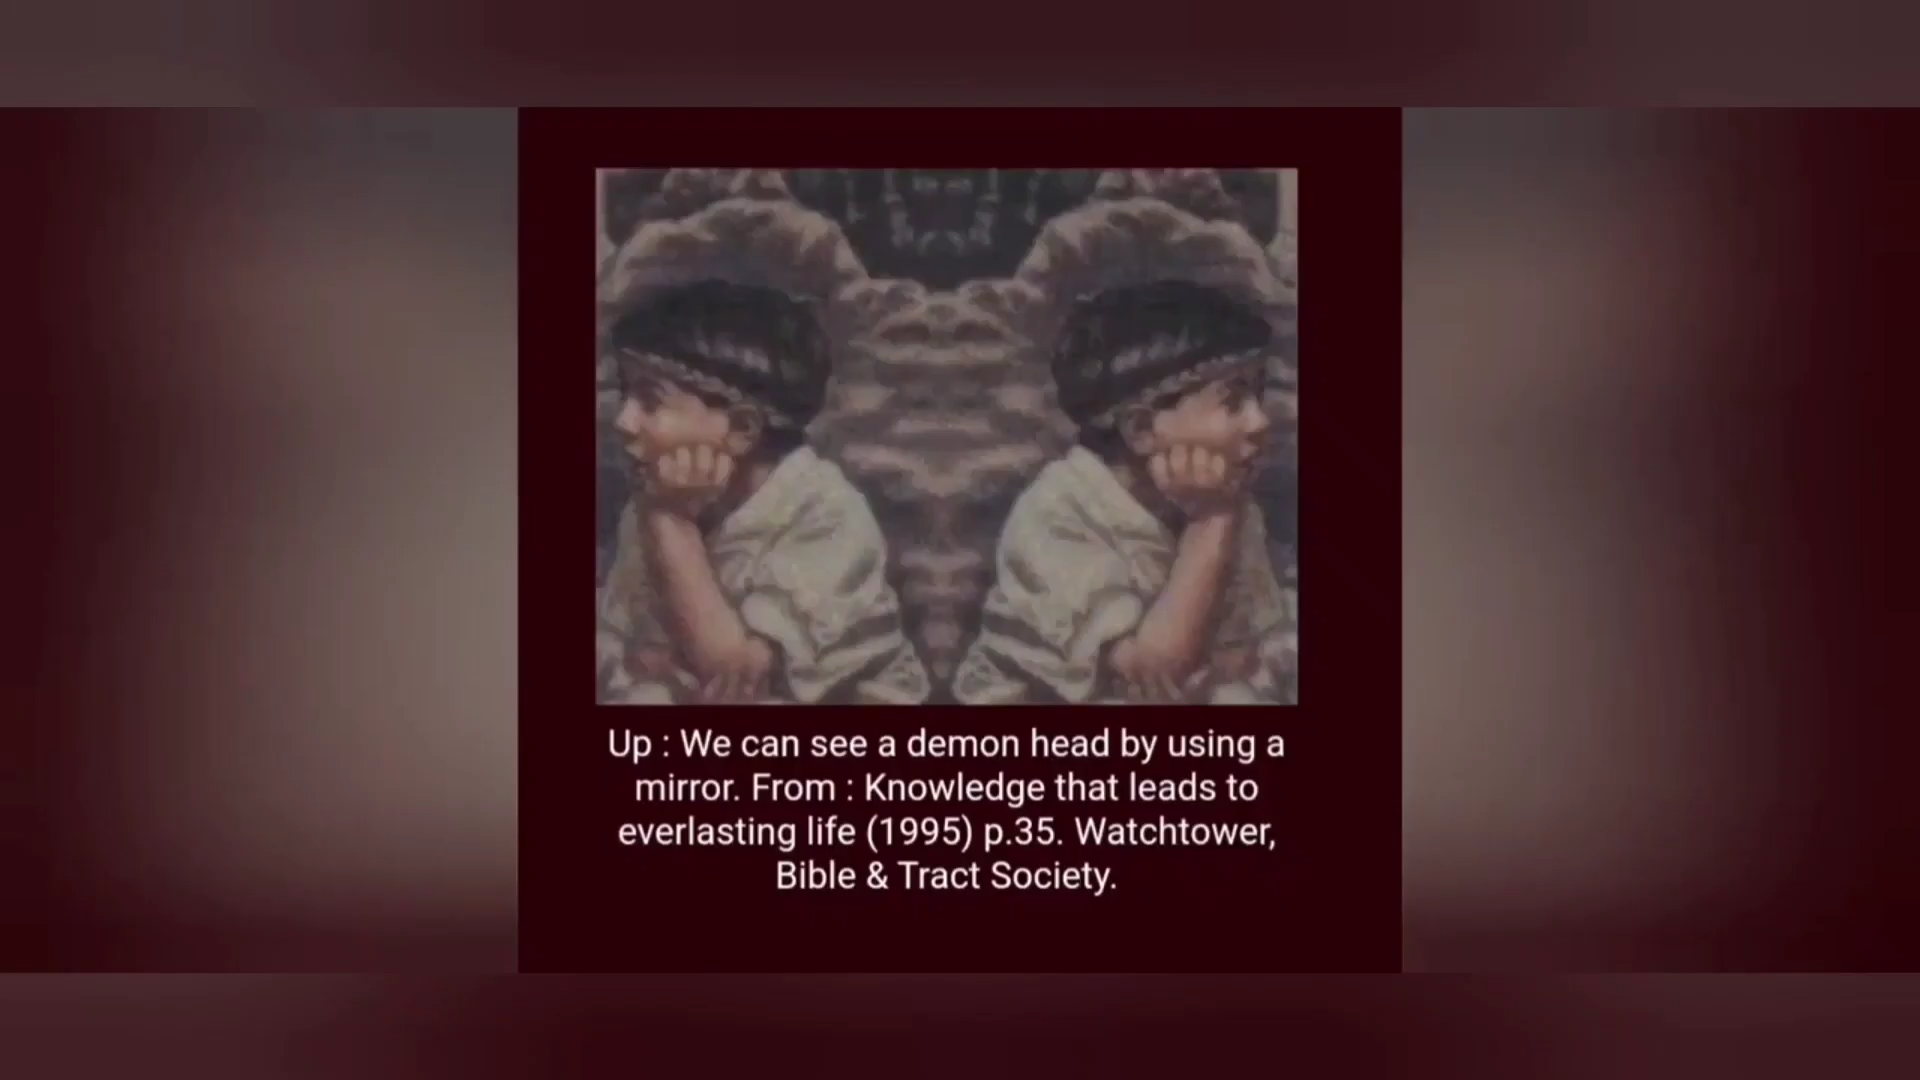 Up : We can see a demon head by using a
mirror. From : Knowledge that leads to
everlasting life (1995) p.35. Watchtower,
Bible & Tract Society.